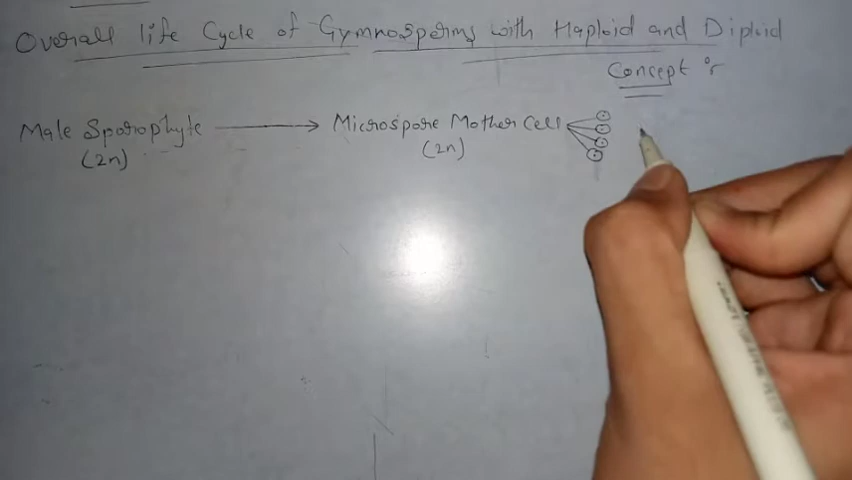 Overall life Cycle of Gymnosperms with Haploid and Diploid
Concept :-
Male Sporophyte → Microspore Mother Cell
(2n) (2n)